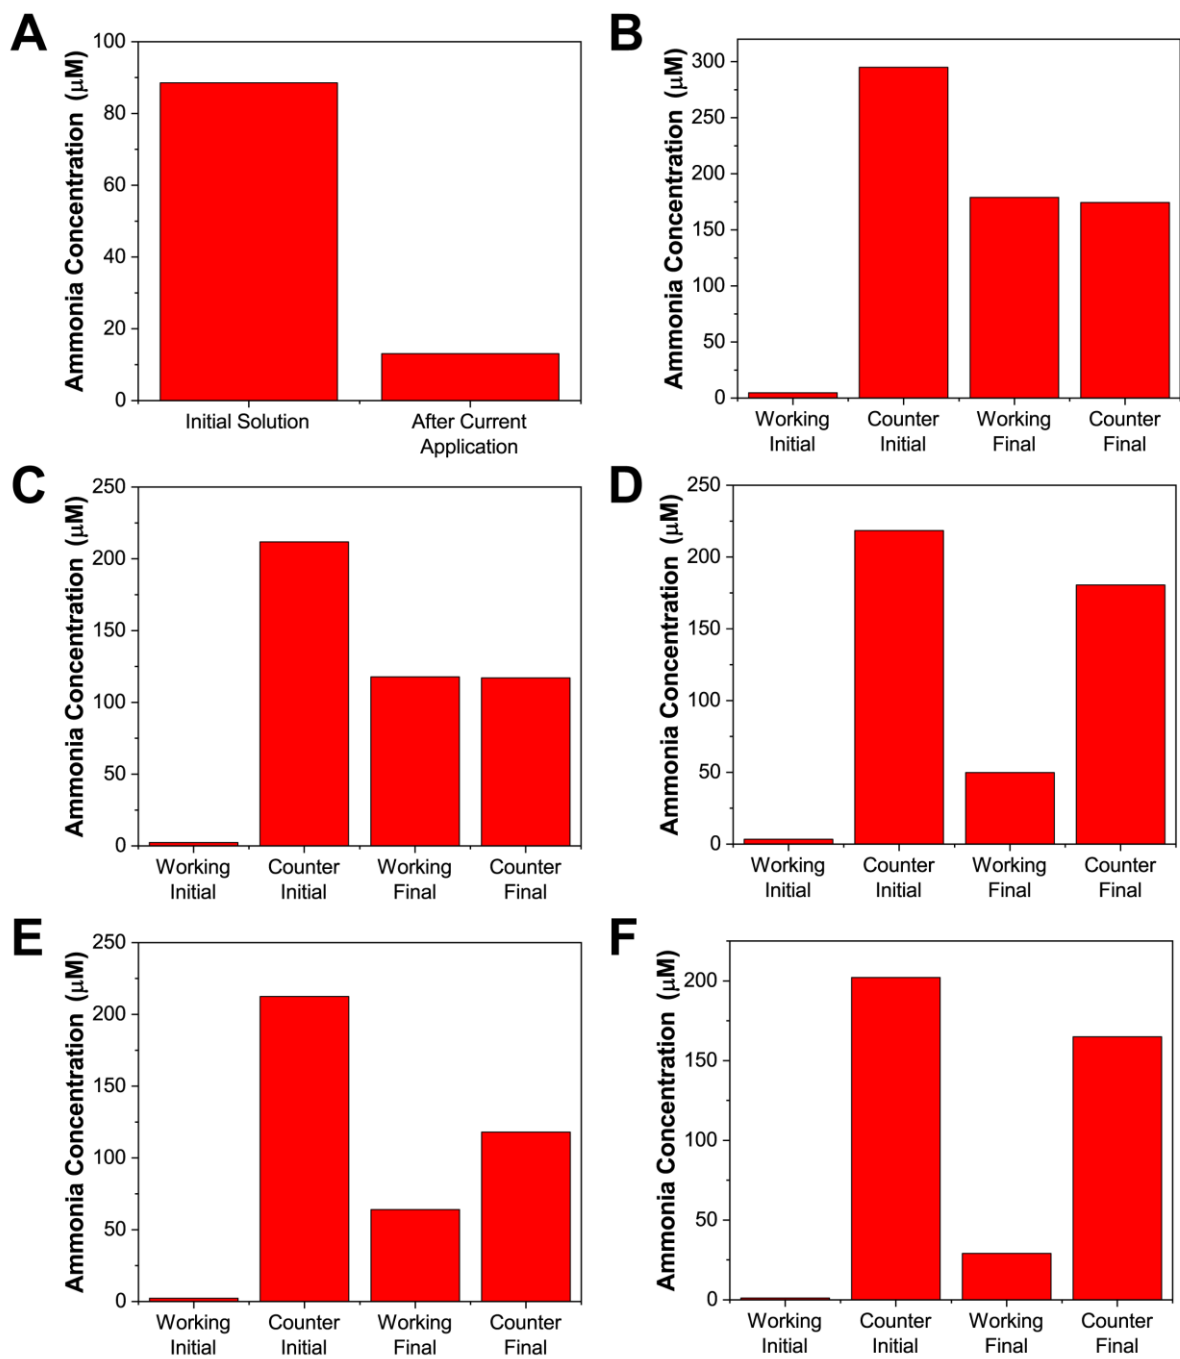 A
Ammonia Concentration (μM)
100
80
60
40
20
0
Initial Solution
After Current
Application
B
Ammonia Concentration (μM)
300
250
200
150
100
50
0
Working
Initial
Counter
Initial
Working
Final
Counter
Final
C
Ammonia Concentration (μM)
250
200
150
100
50
0
Working
Initial
Counter
Initial
Working
Final
Counter
Final
D
Ammonia Concentration (μM)
250
200
150
100
50
0
Working
Initial
Counter
Initial
Working
Final
Counter
Final
E
Ammonia Concentration (μM)
250
200
150
100
50
0
Working
Initial
Counter
Initial
Working
Final
Counter
Final
F
Ammonia Concentration (μM)
200
150
100
50
0
Working
Initial
Counter
Initial
Working
Final
Counter
Final